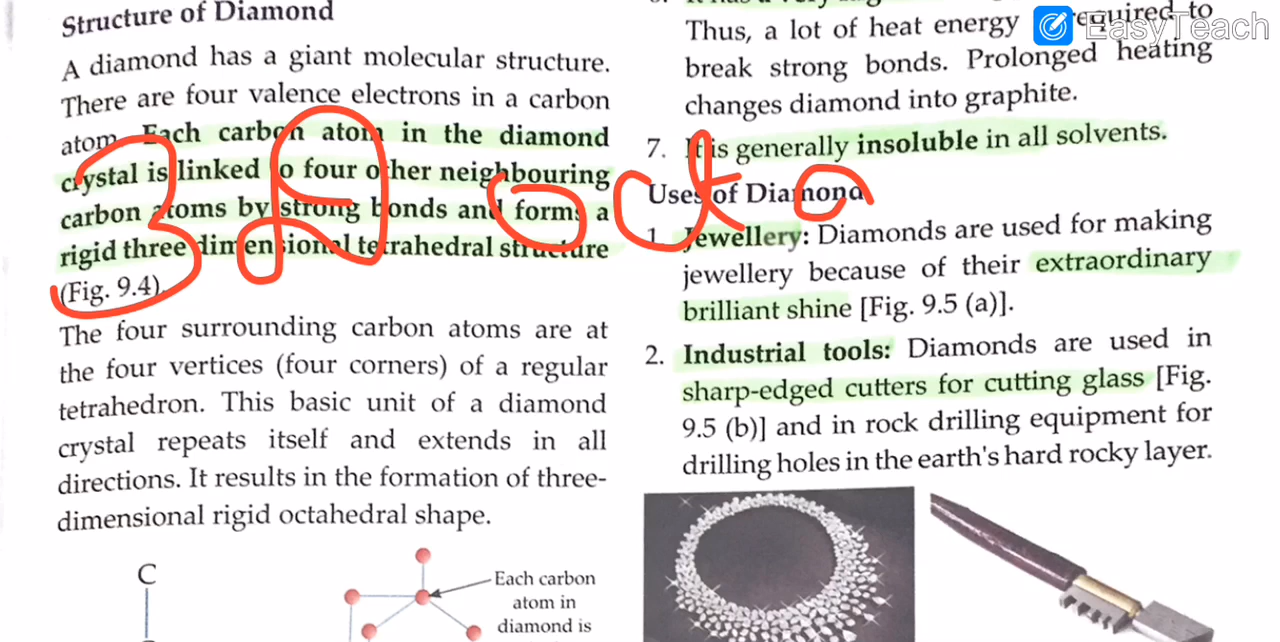 Structure of Diamond
A diamond has a giant molecular structure.
There are four valence electrons in a carbon
atom. Each carbon atom in the diamond
crystal is linked to four other neighbouring
carbon atoms by strong bonds and forms a
rigid three dimensional tetrahedral structure
(Fig. 9.4).
The four surrounding carbon atoms are at
the four vertices (four corners) of a regular
tetrahedron. This basic unit of a diamond
crystal repeats itself and extends in all
directions. It results in the formation of three-
dimensional rigid octahedral shape.
C
Each carbon
atom in
diamond is
Thus, a lot of heat energy required to
break strong bonds. Prolonged heating
changes diamond into graphite.
7. It is generally insoluble in all solvents.
Uses of Diamond
1. Jewellery: Diamonds are used for making
jewellery because of their extraordinary
brilliant shine [Fig. 9.5 (a)].
2. Industrial tools: Diamonds are used in
sharp-edged cutters for cutting glass [Fig.
9.5 (b)] and in rock drilling equipment for
drilling holes in the earth's hard rocky layer.
EasyTeach
3D octa